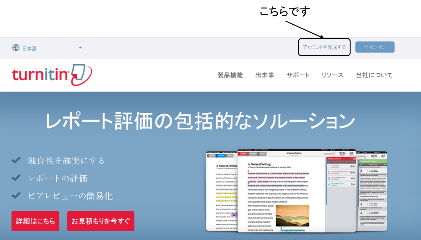 こちらです
日本語
アカウントを作成する
サインイン
turnitin
製品機能
出来事
サポート
リソース
当社について
レポート評価の包括的なソルーション
独自性を確実にする
レポートの評価
ピアレビューの簡易化
詳細はこちら
お見積もりを今すぐ